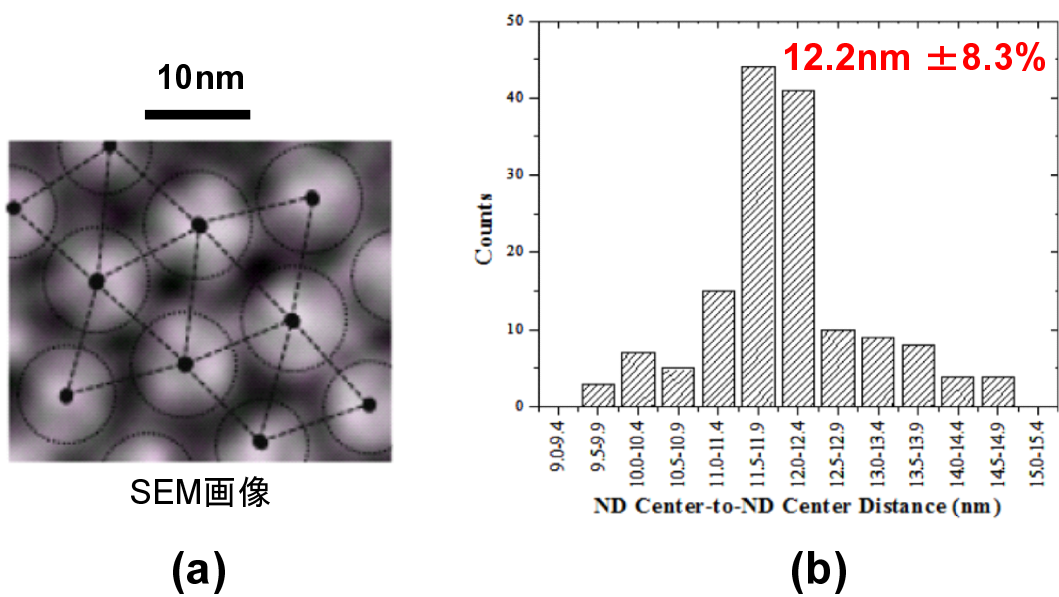 10nm
SEM画像
(a)
12.2nm ±8.3%
50
40
30
20
10
0
Counts
9.0-9.4
9.5-9.9
10.0-10.4
10.5-10.9
11.0-11.4
11.5-11.9
12.0-12.4
12.5-12.9
13.0-13.4
13.5-13.9
14.0-14.4
14.5-14.9
15.0-15.4
ND Center-to-ND Center Distance (nm)
(b)